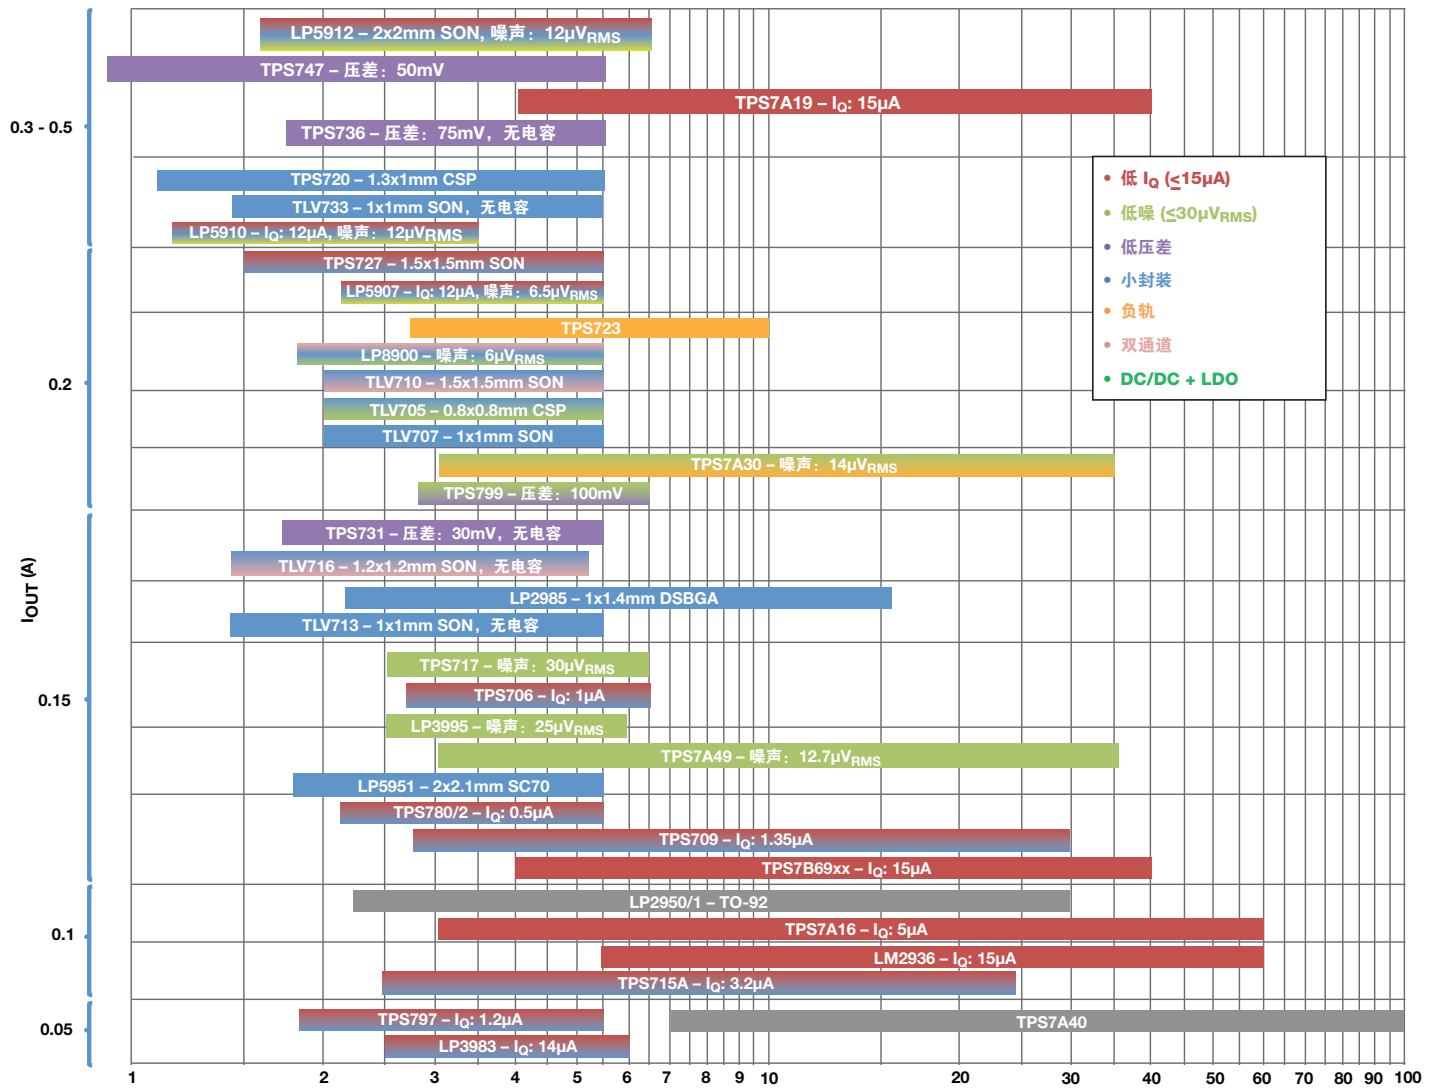 LP5912 – 2x2mm SON, 噪声：12µVRMS
TPS747 – 压差：50mV
TPS7A19 – IQ: 15µA
0.3 - 0.5
TPS736 – 压差：75mV，无电容
TPS720 – 1.3x1mm CSP
TLV733 – 1x1mm SON，无电容
LP5910 – IQ: 12µA, 噪声：12µVRMS
• 低 IQ (≤15µA)
• 低噪 (≤30µVRMS)
• 低压差
• 小封装
• 负轨
• 双通道
• DC/DC + LDO
TPS727 – 1.5x1.5mm SON
LP5907 – IQ: 12µA, 噪声：6.5µVRMS
TPS723
LP8900 – 噪声：6µVRMS
TLV710 – 1.5x1.5mm SON
0.2
TLV705 – 0.8x0.8mm CSP
TLV707 – 1x1mm SON
TPS7A30 – 噪声：14µVRMS
TPS799 – 压差：100mV
TPS731 – 压差：30mV，无电容
TLV716 – 1.2x1.2mm SON，无电容
IOUT (A)
LP2985 – 1x1.4mm DSBGA
TLV713 – 1x1mm SON，无电容
TPS717 – 噪声：30µVRMS
TPS706 – IQ: 1µA
0.15
LP3995 – 噪声：25µVRMS
TPS7A49 – 噪声：12.7µVRMS
LP5951 – 2x2.1mm SC70
TPS780/2 – IQ: 0.5µA
TPS709 – IQ: 1.35µA
TPS7B69xx – IQ: 15µA
LP2950/1 – TO-92
TPS7A16 – IQ: 5µA
0.1
LM2936 – IQ: 15µA
TPS715A – IQ: 3.2µA
TPS797 – IQ: 1.2µA
TPS7A40
0.05
LP3983 – IQ: 14µA
1 2 3 4 5 6 7 8 9 10 20 30 40 50 60 70 80 90 100